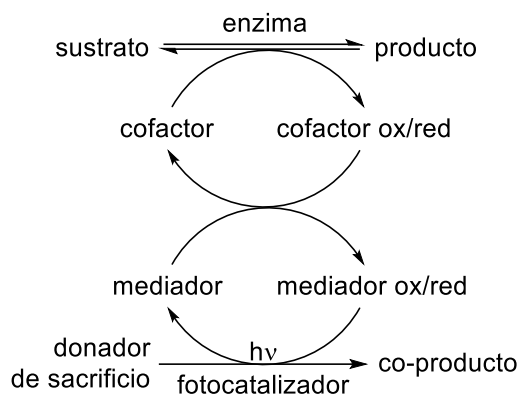 enzima
sustrato
producto
cofactor
cofactor ox/red
mediador
mediador ox/red
donador
de sacrificio
hν
fotocatalizador
co-producto